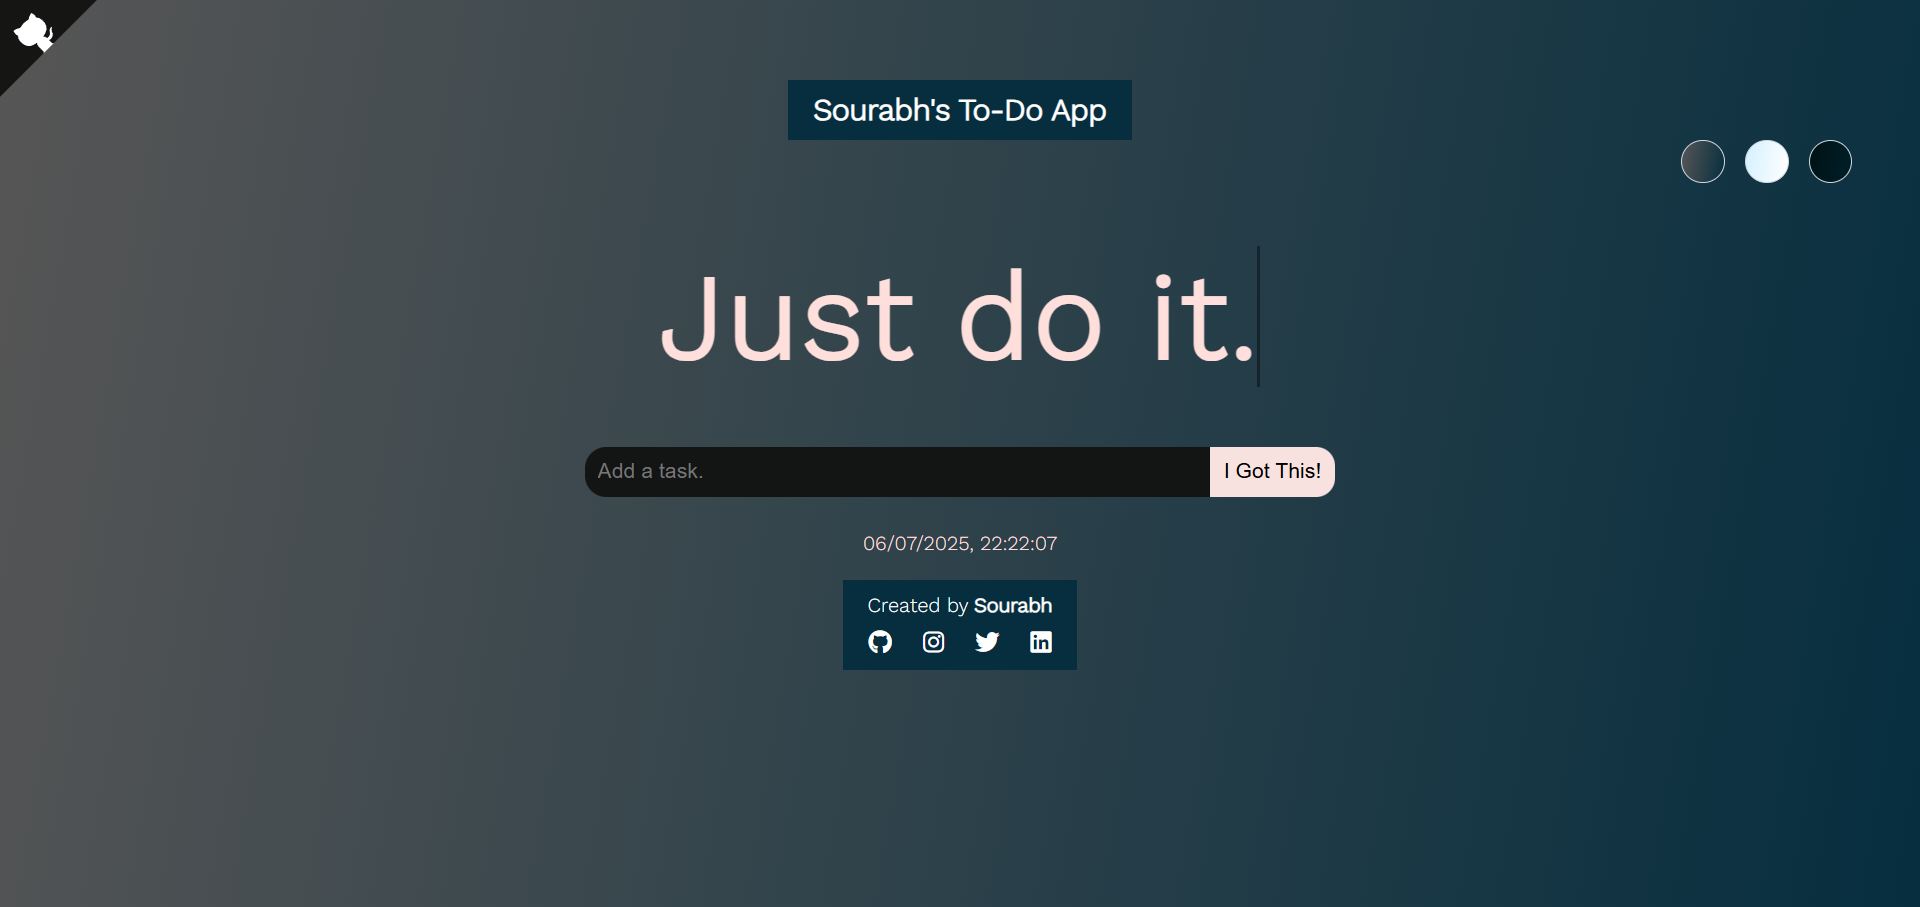 Sourabh's To-Do App
Just do it.
Add a task.
I Got This!
06/07/2025, 22:22:07
Created by Sourabh